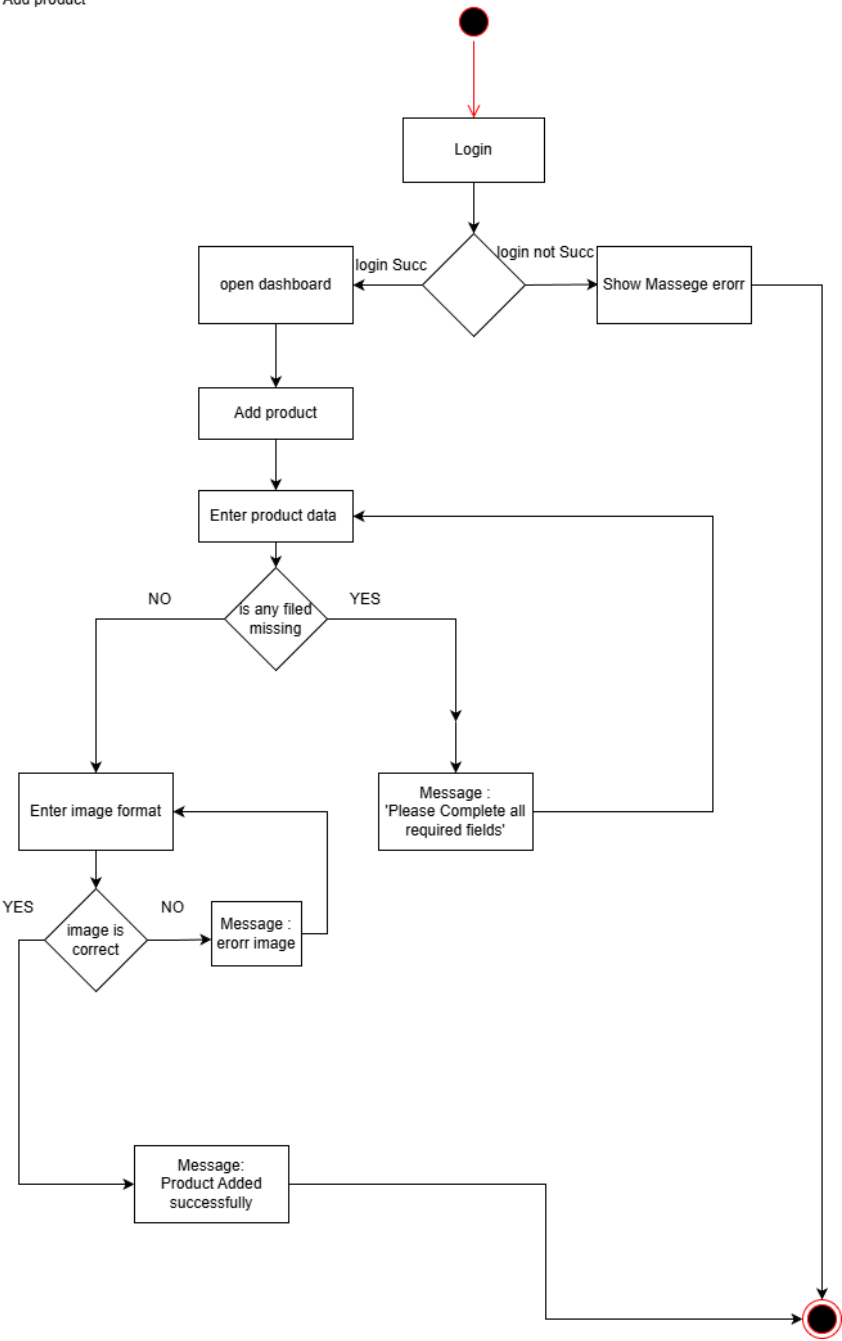 Add product
Login
login Succ
login not Succ
open dashboard
Show Massege erorr
Add product
Enter product data
NO
YES
is any filed
missing
Enter image format
Message :
'Please Complete all
required fields'
YES
NO
image is
correct
Message :
erorr image
Message:
Product Added
successfully